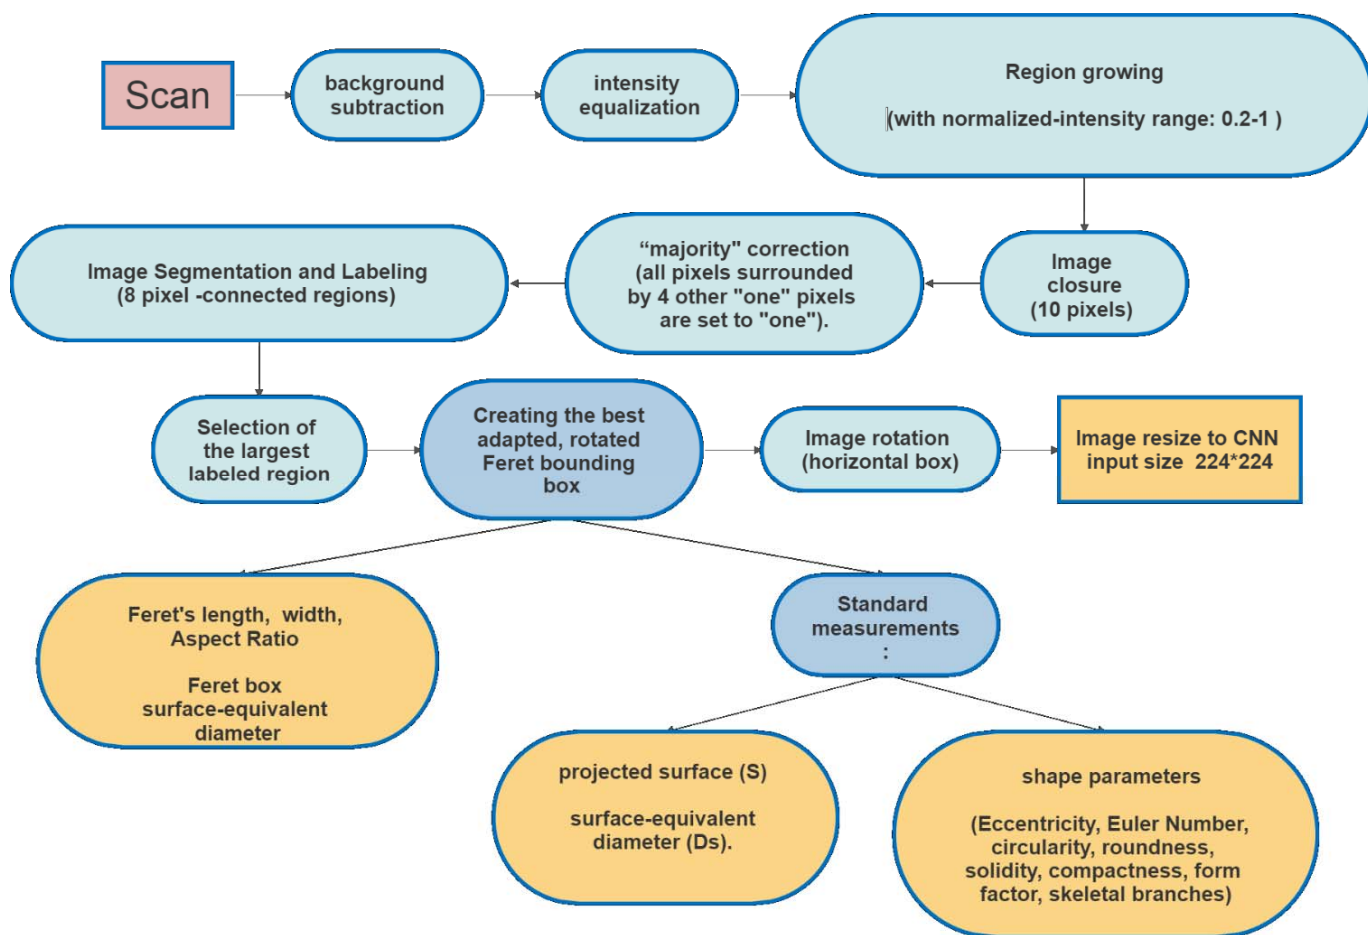 Scan
background
subtraction
intensity
equalization
Region growing
(with normalized-intensity range: 0.2-1 )
Image
closure
(10 pixels)
“majority" correction
(all pixels surrounded
by 4 other "one" pixels
are set to "one").
Image Segmentation and Labeling
(8 pixel -connected regions)
Selection of
the largest
labeled region
Creating the best
adapted, rotated
Feret bounding
box
Image rotation
(horizontal box)
Image resize to CNN
input size 224*224
Feret's length, width,
Aspect Ratio
Feret box
surface-equivalent
diameter
Standard
measurements
:
projected surface (S)
surface-equivalent
diameter (Ds).
shape parameters
(Eccentricity, Euler Number,
circularity, roundness,
solidity, compactness, form
factor, skeletal branches)